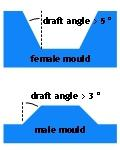 draft angle > 5 °
female mould
draft angle > 3 °
male mould